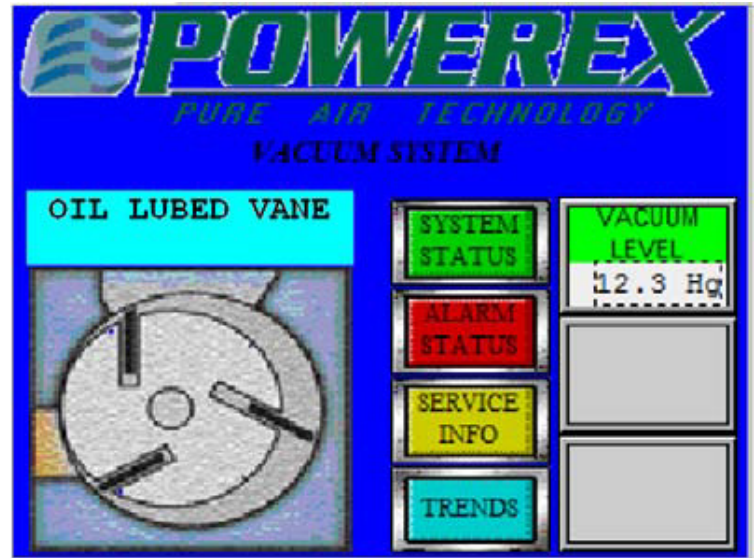 POWEREX
PURE AIR TECHNOLOGY
VACUUM SYSTEM
OIL LUBED VANE
SYSTEM
STATUS
ALARM
STATUS
SERVICE
INFO
TRENDS
VACUUM
LEVEL
12.3 Hg